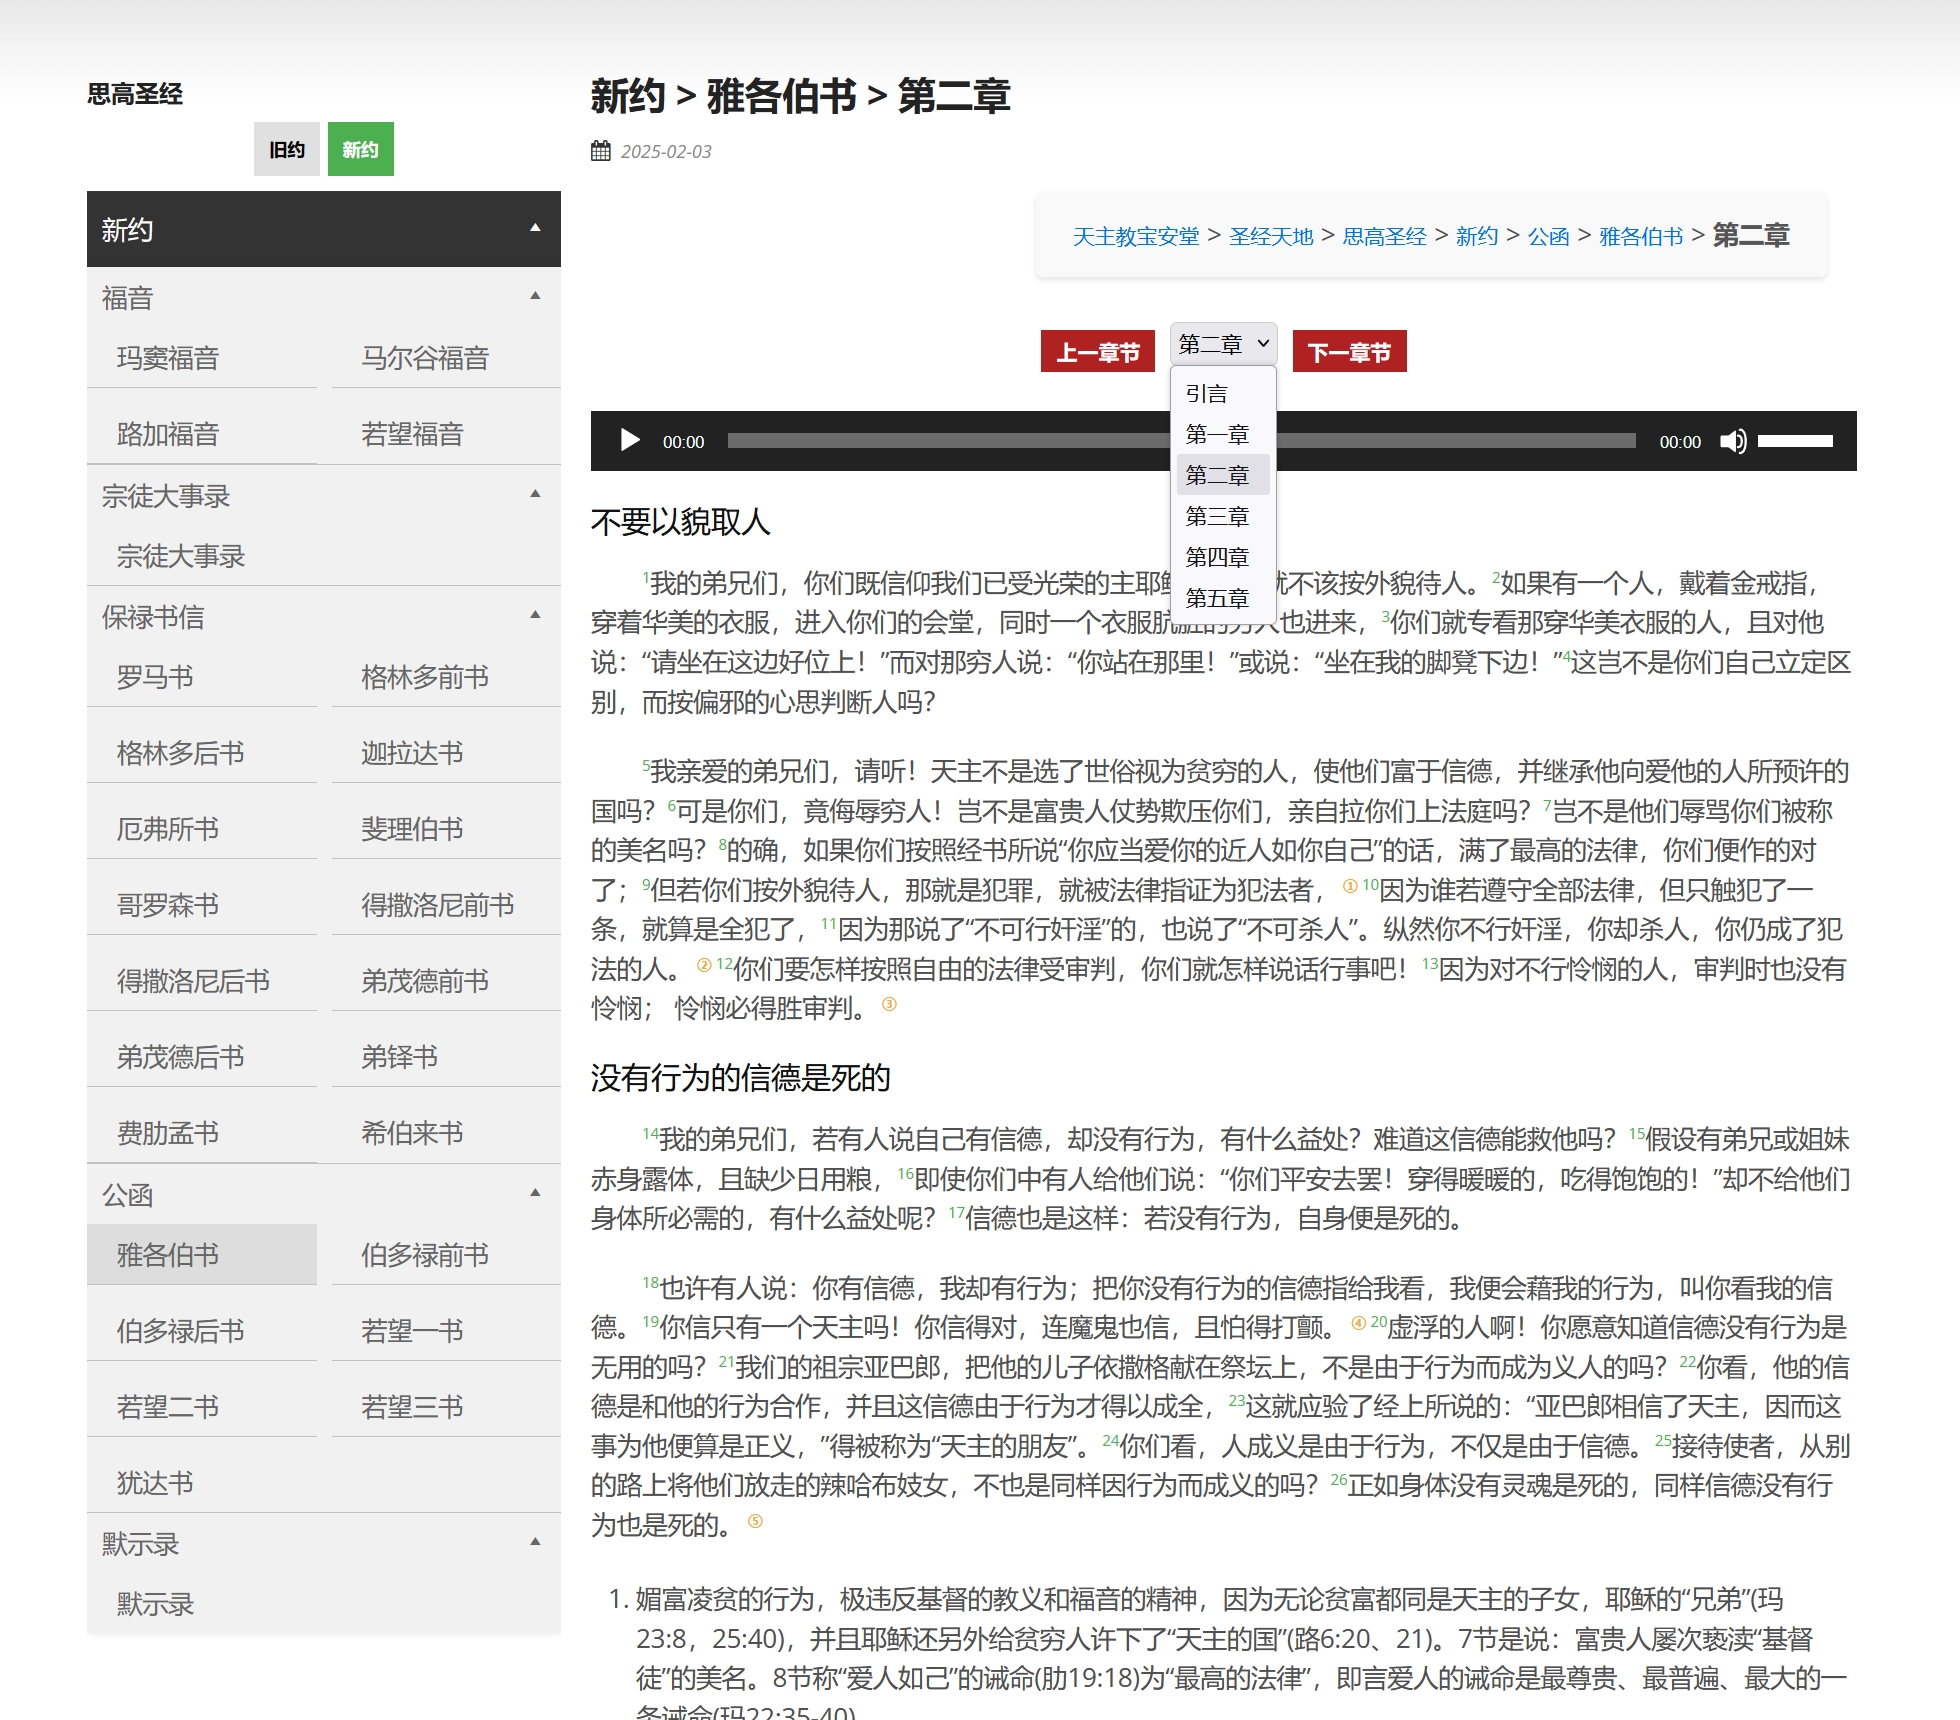 思高圣经
旧约 新约
新约
福音
玛窦福音 马尔谷福音
路加福音 若望福音
宗徒大事录
宗徒大事录
保禄书信
罗马书 格林多前书
格林多后书 迦拉达书
厄弗所书 斐理伯书
哥罗森书 得撒洛尼前书
得撒洛尼后书 弟茂德前书
弟茂德后书 弟铎书
费肋孟书 希伯来书
公函
雅各伯书 伯多禄前书
伯多禄后书 若望一书
若望二书 若望三书
犹达书
默示录
默示录
新约 > 雅各伯书 > 第二章
2025-02-03
天主教宝安堂 > 圣经天地 > 思高圣经 > 新约 > 公函 > 雅各伯书 > 第二章
上一章节 第二章 下一章节
引言
第一章
第二章
第三章
第四章
第五章
00:00 00:00
不要以貌取人
1我的弟兄们，你们既信仰我们已受光荣的主耶 不该按外貌待人。2如果有一个人，戴着金戒指，
穿着华美的衣服，进入你们的会堂，同时一个衣服 也进来，3你们就专看那穿华美衣服的人，且对他
说：“请坐在这边好位上！”而对那穷人说：“你站在那里！”或说：“坐在我的脚凳下边！”4这岂不是你们自己立定区
别，而按偏邪的心思判断人吗？
5我亲爱的弟兄们，请听！天主不是选了世俗视为贫穷的人，使他们富于信德，并继承他向爱他的人所预许的
国吗？6可是你们，竟侮辱穷人！岂不是富贵人仗势欺压你们，亲自拉你们上法庭吗？7岂不是他们辱骂你们被称
的美名吗？8的确，如果你们按照经书所说“你应当爱你的近人如你自己”的话，满了最高的法律，你们便作的对
了；9但若你们按外貌待人，那就是犯罪，就被法律指证为犯法者，①10因为谁若遵守全部法律，但只触犯了一
条，就算是全犯了，11因为那说了“不可行奸淫”的，也说了“不可杀人”。纵然你不行奸淫，你却杀人，你仍成了犯
法的人。②12你们要怎样按照自由的法律受审判，你们就怎样说话行事吧！13因为对不行怜悯的人，审判时也没有
怜悯； 怜悯必得胜审判。③
没有行为的信德是死的
14我的弟兄们，若有人说自己有信德，却没有行为，有什么益处？难道这信德能救他吗？15假设有弟兄或姐妹
赤身露体，且缺少日用粮，16即使你们中有人给他们说：“你们平安去罢！穿得暖暖的，吃得饱饱的！”却不给他们
身体所必需的，有什么益处呢？17信德也是这样：若没有行为，自身便是死的。
18也许有人说：你有信德，我却有行为；把你没有行为的信德指给我看，我便会藉我的行为，叫你看我的信
德。19你信只有一个天主吗！你信得对，连魔鬼也信，且怕得打颤。④20虚浮的人啊！你愿意知道信德没有行为是
无用的吗？21我们的祖宗亚巴郎，把他的儿子依撒格献在祭坛上，不是由于行为而成为义人的吗？22你看，他的信
德是和他的行为合作，并且这信德由于行为才得以成全，23这就应验了经上所说的：“亚巴郎相信了天主，因而这
事为他便算是正义，”得被称为“天主的朋友”。24你们看，人成义是由于行为，不仅是由于信德。25接待使者，从别
的路上将他们放走的辣哈布妓女，不也是同样因行为而成义的吗？26正如身体没有灵魂是死的，同样信德没有行
为也是死的。⑤
1. 媚富凌贫的行为，极违反基督的教义和福音的精神，因为无论贫富都同是天主的子女，耶稣的“兄弟”(玛
23:8，25:40)，并且耶稣还另外给贫穷人许下了“天主的国”(路6:20、21)。7节是说：富贵人屡次亵渎“基督
徒”的美名。8节称“爱人如己”的诫命(肋19:18)为“最高的法律”，即言爱人的诫命是最尊贵、最普遍、最大的一
条诫命(玛22:35-40)